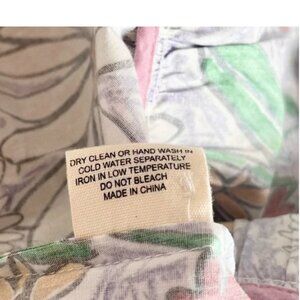 DRY CLEAN OR HAND WASH IN
COLD WATER SEPARATELY
IRON IN LOW TEMPERATURE
DO NOT BLEACH
MADE IN CHINA